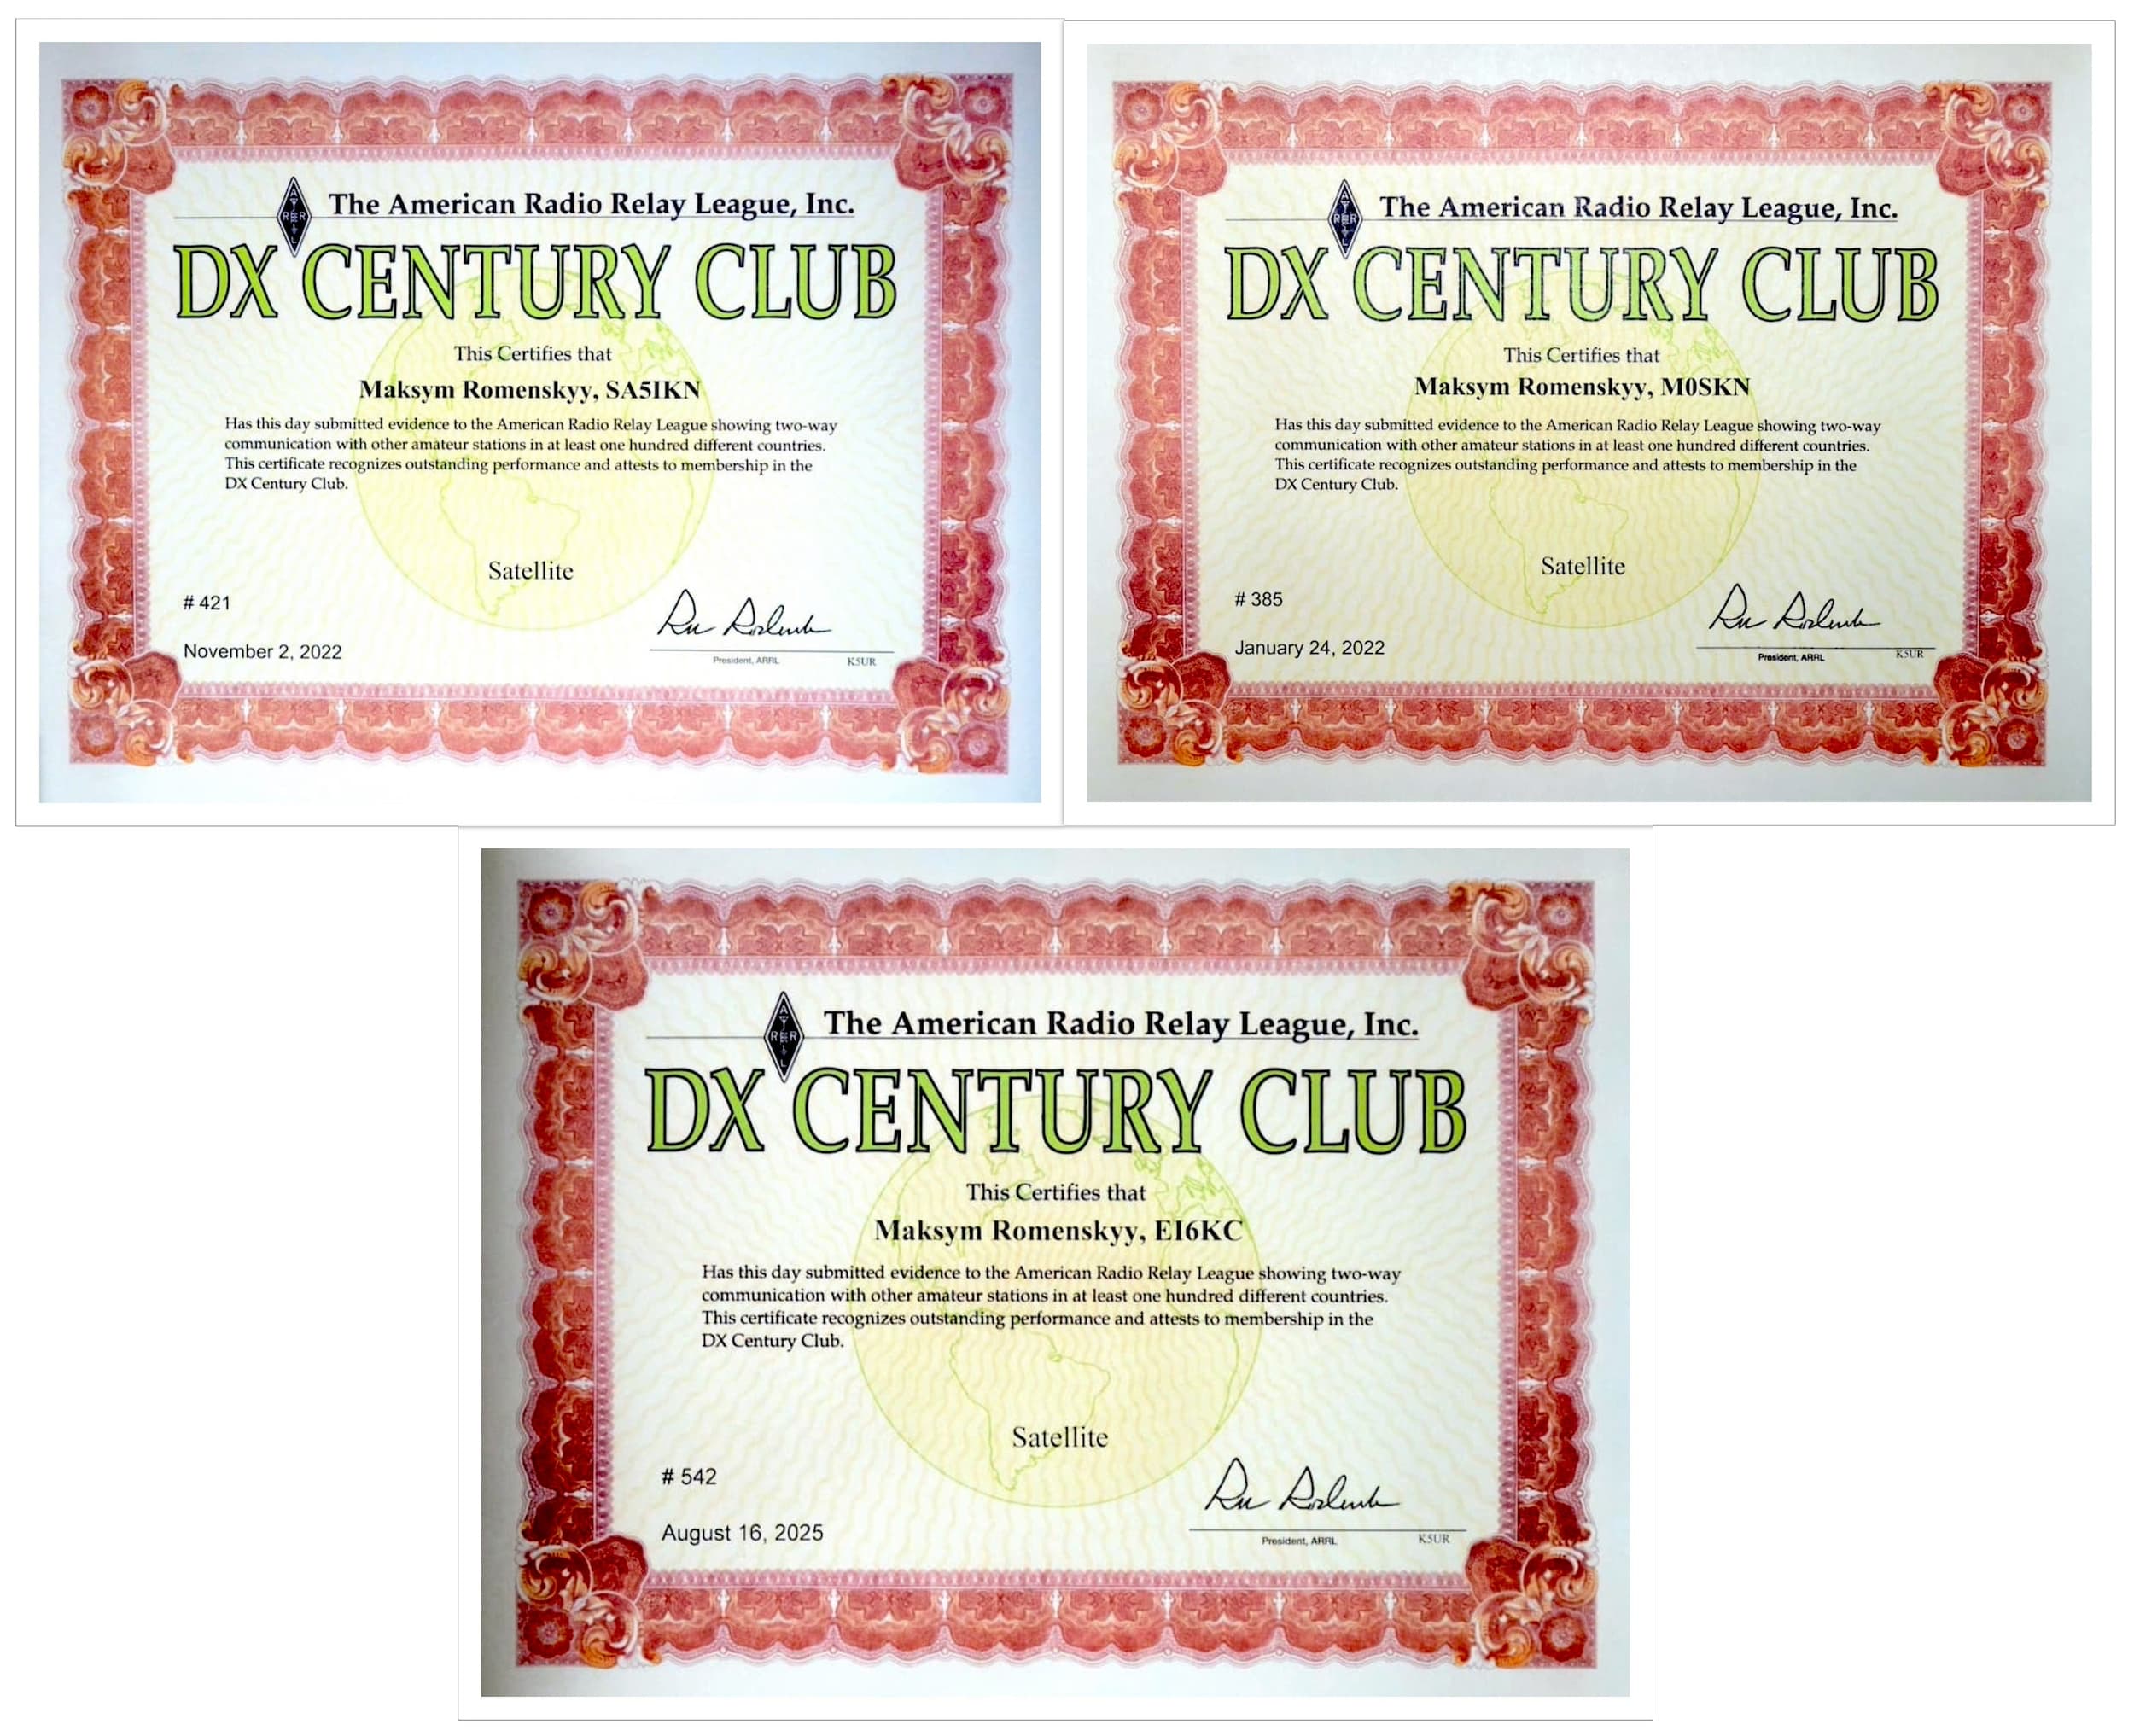 The American Radio Relay League, Inc.
DX CENTURY CLUB
This Certifies that
Maksym Romenskyy, SA5IKN
Has this day submitted evidence to the American Radio Relay League showing two-way
communication with other amateur stations in at least one hundred different countries.
This certificate recognizes outstanding performance and attests to membership in the
DX Century Club.
Satellite
# 421
November 2, 2022
President, ARRL K5UR
The American Radio Relay League, Inc.
DX CENTURY CLUB
This Certifies that
Maksym Romenskyy, M0SKN
Has this day submitted evidence to the American Radio Relay League showing two-way
communication with other amateur stations in at least one hundred different countries.
This certificate recognizes outstanding performance and attests to membership in the
DX Century Club.
Satellite
# 385
January 24, 2022
President, ARRL K5UR
The American Radio Relay League, Inc.
DX CENTURY CLUB
This Certifies that
Maksym Romenskyy, EI6KC
Has this day submitted evidence to the American Radio Relay League showing two-way
communication with other amateur stations in at least one hundred different countries.
This certificate recognizes outstanding performance and attests to membership in the
DX Century Club.
Satellite
# 542
August 16, 2025
President, ARRL K5UR